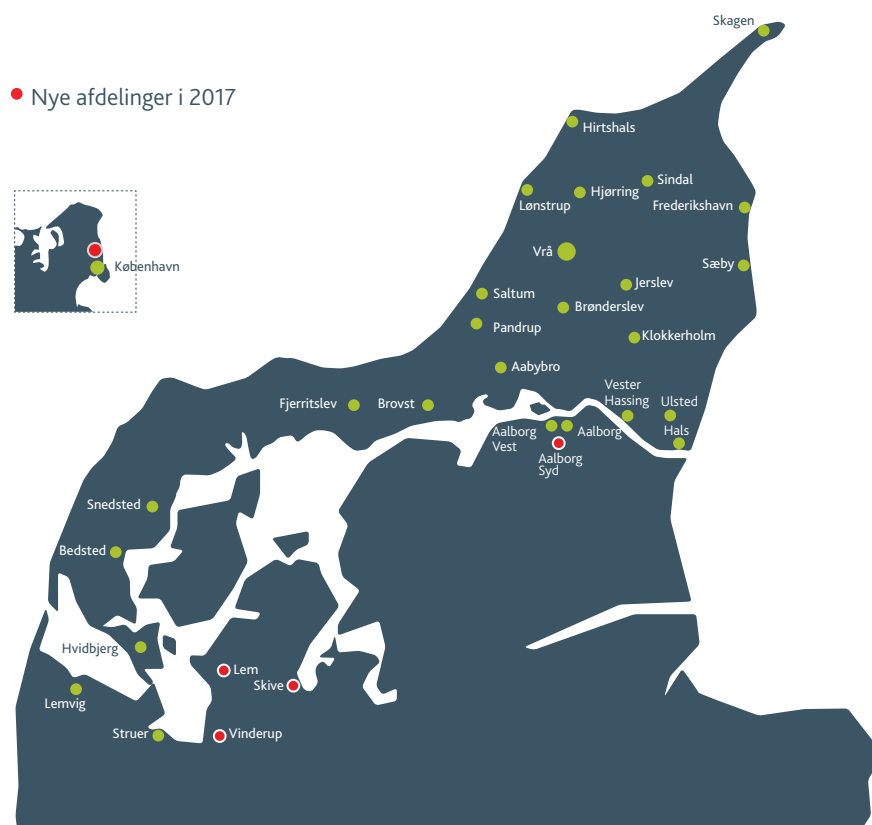 Skagen
Nye afdelinger i 2017
Hirtshals
Sindal
Hjørring
Lønstrup
Frederikshavn
Vrå
Sæby
København
Jerslev
Saltum
Brønderslev
Pandrup
Klokkerholm
Aabybro
Vester
Hassing
Ulsted
Fjerritslev
Brovst
Hals
Aalborg
Vest
Aalborg
Aalborg
Syd
Snedsted
Bedsted
Hvidbjerg
Lem
Skive
Lemvig
Struer
Vinderup